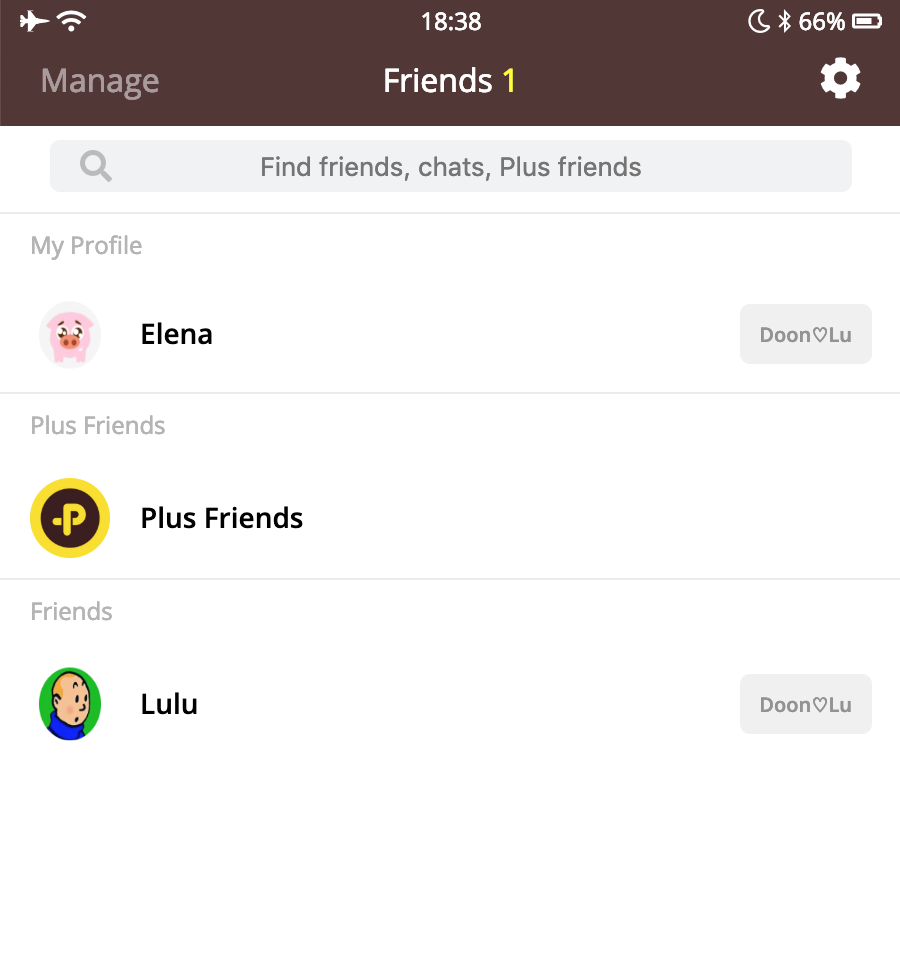 18:38 66%
Manage Friends 1
Find friends, chats, Plus friends
My Profile
Elena Doon♡Lu
Plus Friends
Plus Friends
Friends
Lulu Doon♡Lu